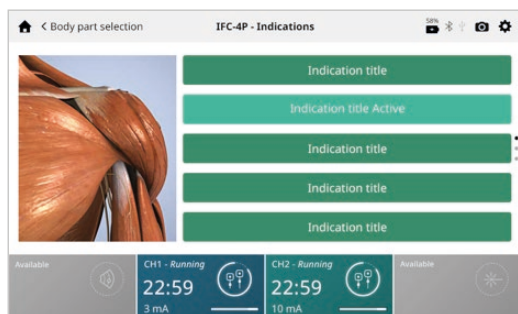 < Body part selection
IFC-4P - Indications
58%
Indication title
Indication title Active
Indication title
Indication title
Indication title
Available
CH1 - Running
22:59
3 mA
CH2 - Running
22:59
10 mA
Available